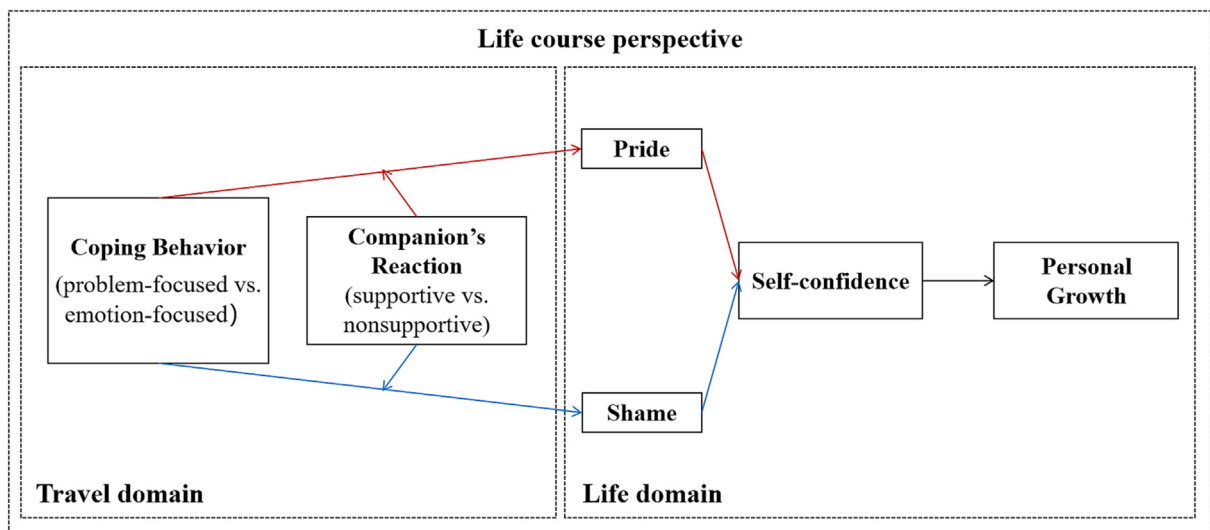 Life course perspective
Pride
Coping Behavior
(problem-focused vs.
emotion-focused)
Companion's
Reaction
(supportive vs.
nonsupportive)
Self-confidence
Personal
Growth
Shame
Travel domain
Life domain